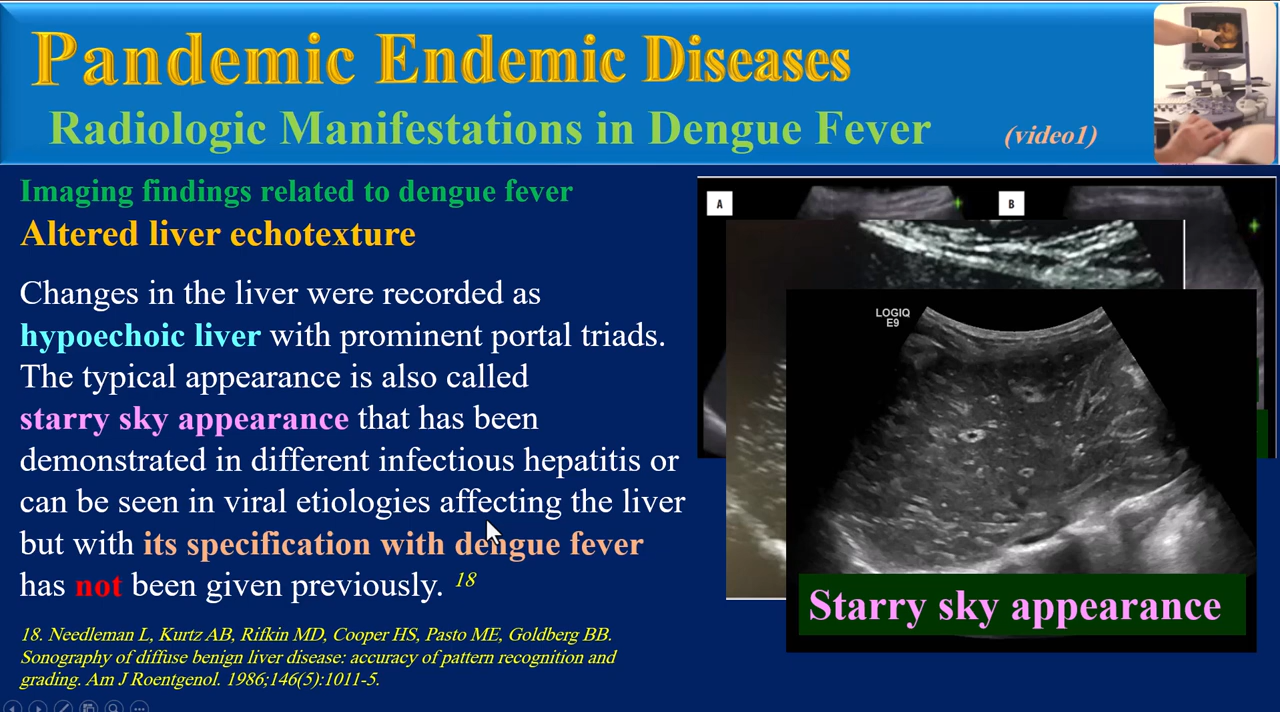 Pandemic Endemic Diseases
Radiologic Manifestations in Dengue Fever (video1)
Imaging findings related to dengue fever
Altered liver echotexture
Changes in the liver were recorded as
hypoechoic liver with prominent portal triads.
The typical appearance is also called
starry sky appearance that has been
demonstrated in different infectious hepatitis or
can be seen in viral etiologies affecting the liver
but with its specification with dengue fever
has not been given previously. 18
18. Needleman L, Kurtz AB, Rifkin MD, Cooper HS, Pasto ME, Goldberg BB.
Sonography of diffuse benign liver disease: accuracy of pattern recognition and
grading. Am J Roentgenol. 1986;146(5):1011-5.
A
B
LOGIQ
E9
Starry sky appearance